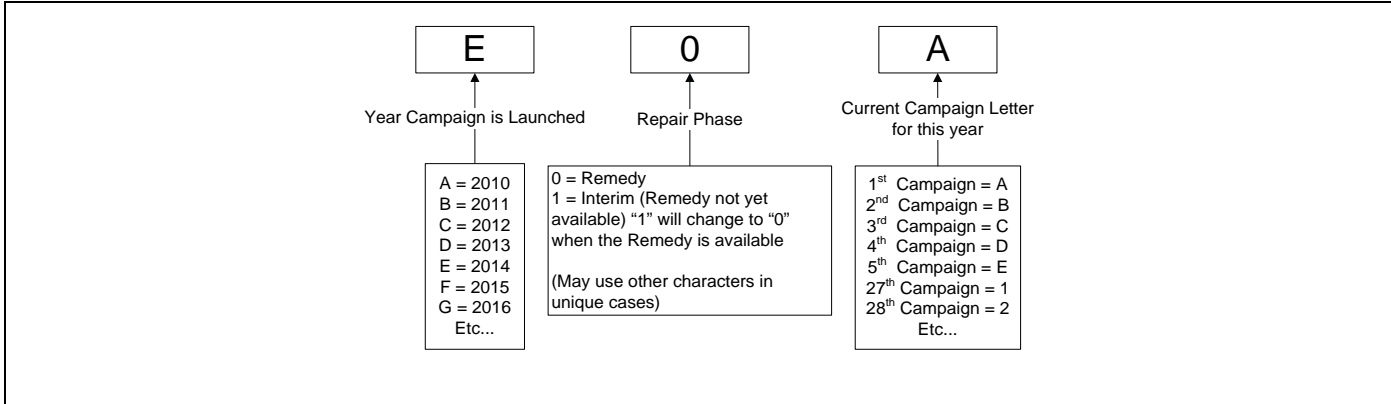 E
0
A
Year Campaign is Launched
Repair Phase
Current Campaign Letter
for this year
A = 2010
B = 2011
C = 2012
D = 2013
E = 2014
F = 2015
G = 2016
Etc...
0 = Remedy
1 = Interim (Remedy not yet
available) “1” will change to “0”
when the Remedy is available
(May use other characters in
unique cases)
1st Campaign = A
2nd Campaign = B
3rd Campaign = C
4th Campaign = D
5th Campaign = E
27th Campaign = 1
28th Campaign = 2
Etc...